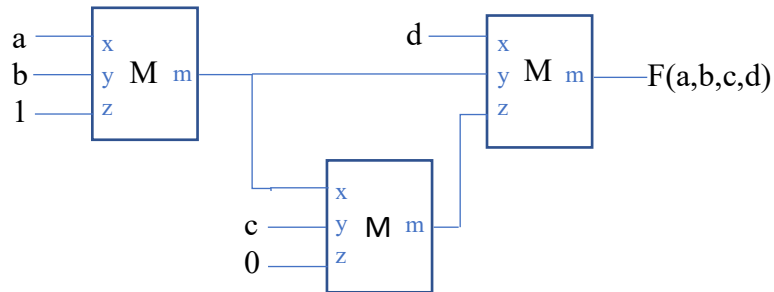 a x
b y M m
1 z
d x
y M m F(a,b,c,d)
z
x
c y M m
0 z